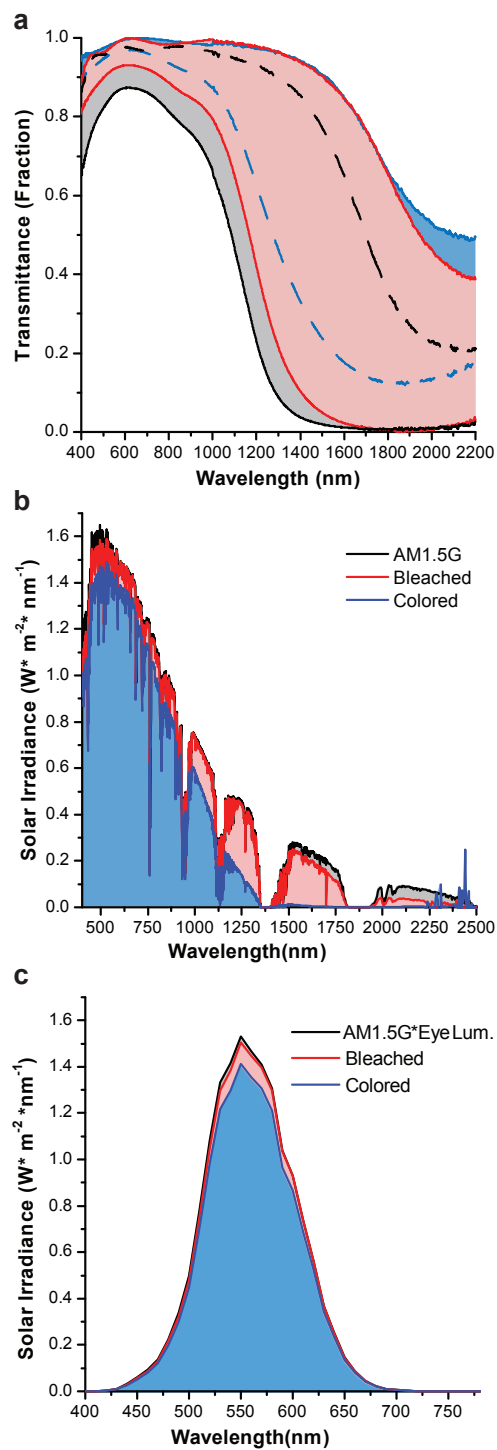 a
1.0
0.8
0.6
0.4
0.2
0.0
Transmittance (Fraction)
400 600 800 1000 1200 1400 1600 1800 2000 2200
Wavelength (nm)
b
1.6
1.4
1.2
1.0
0.8
0.6
0.4
0.2
0.0
Solar Irradiance (W* m-2* nm-1)
AM1.5G
Bleached
Colored
500 750 1000 1250 1500 1750 2000 2250 2500
Wavelength(nm)
c
1.6
1.4
1.2
1.0
0.8
0.6
0.4
0.2
0.0
Solar Irradiance (W* m-2 *nm-1)
AM1.5G*Eye Lum.
Bleached
Colored
400 450 500 550 600 650 700 750
Wavelength(nm)